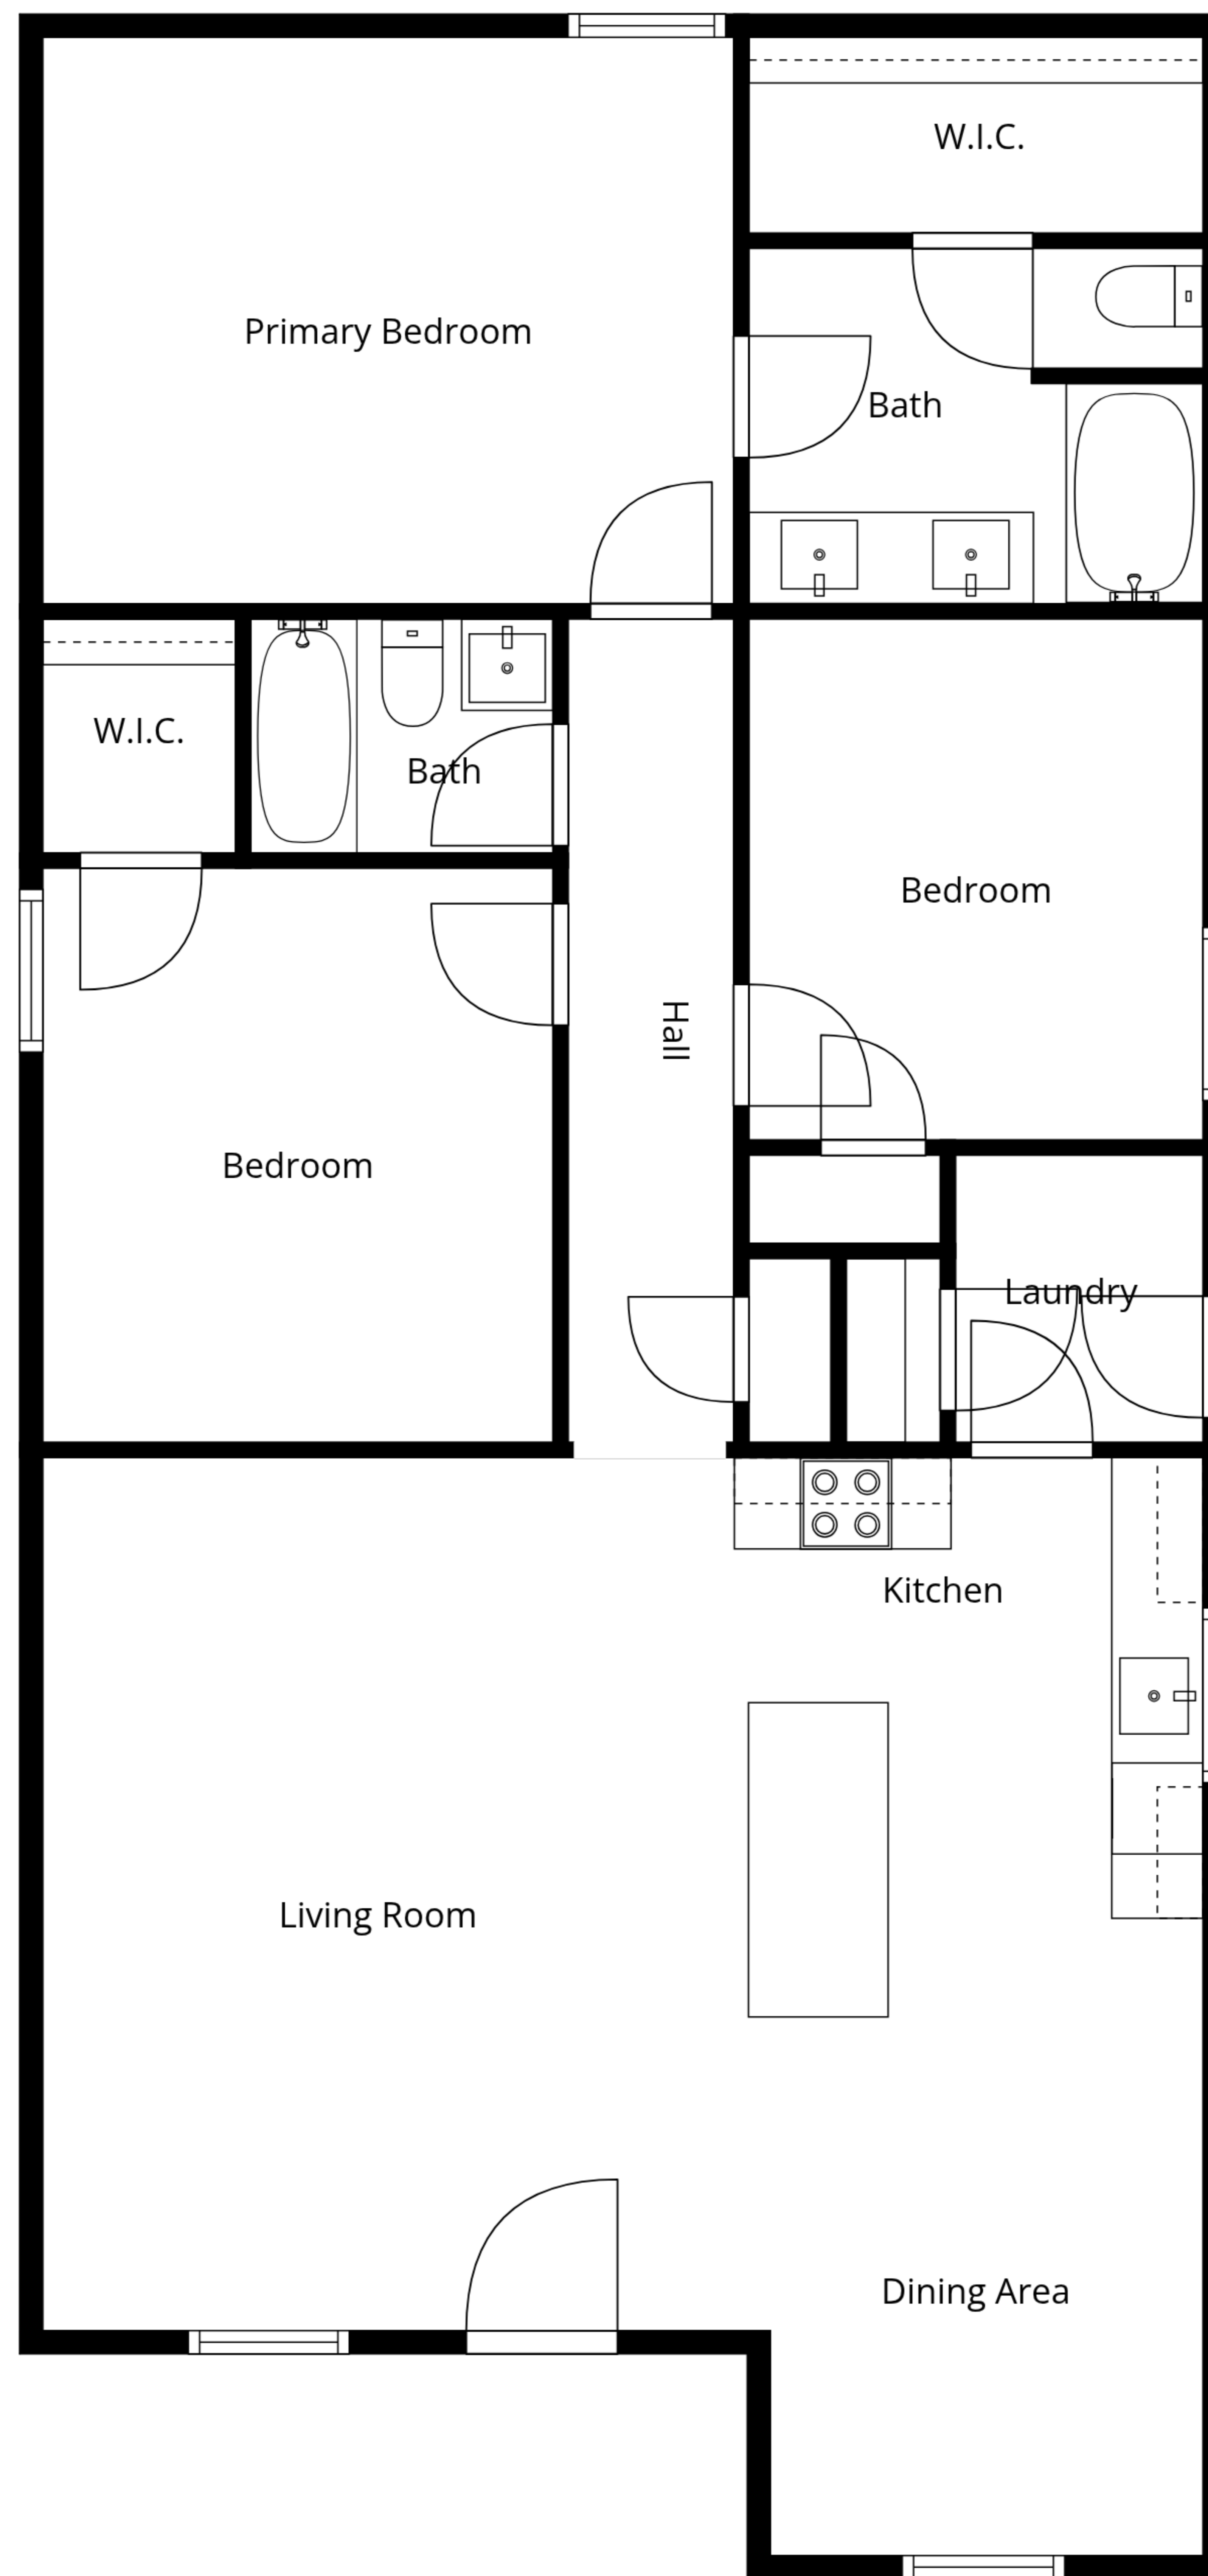 W.I.C.
Primary Bedroom
Bath
W.I.C.
Bath
Bedroom
Hall
Bedroom
Laundry
Kitchen
Living Room
Dining Area